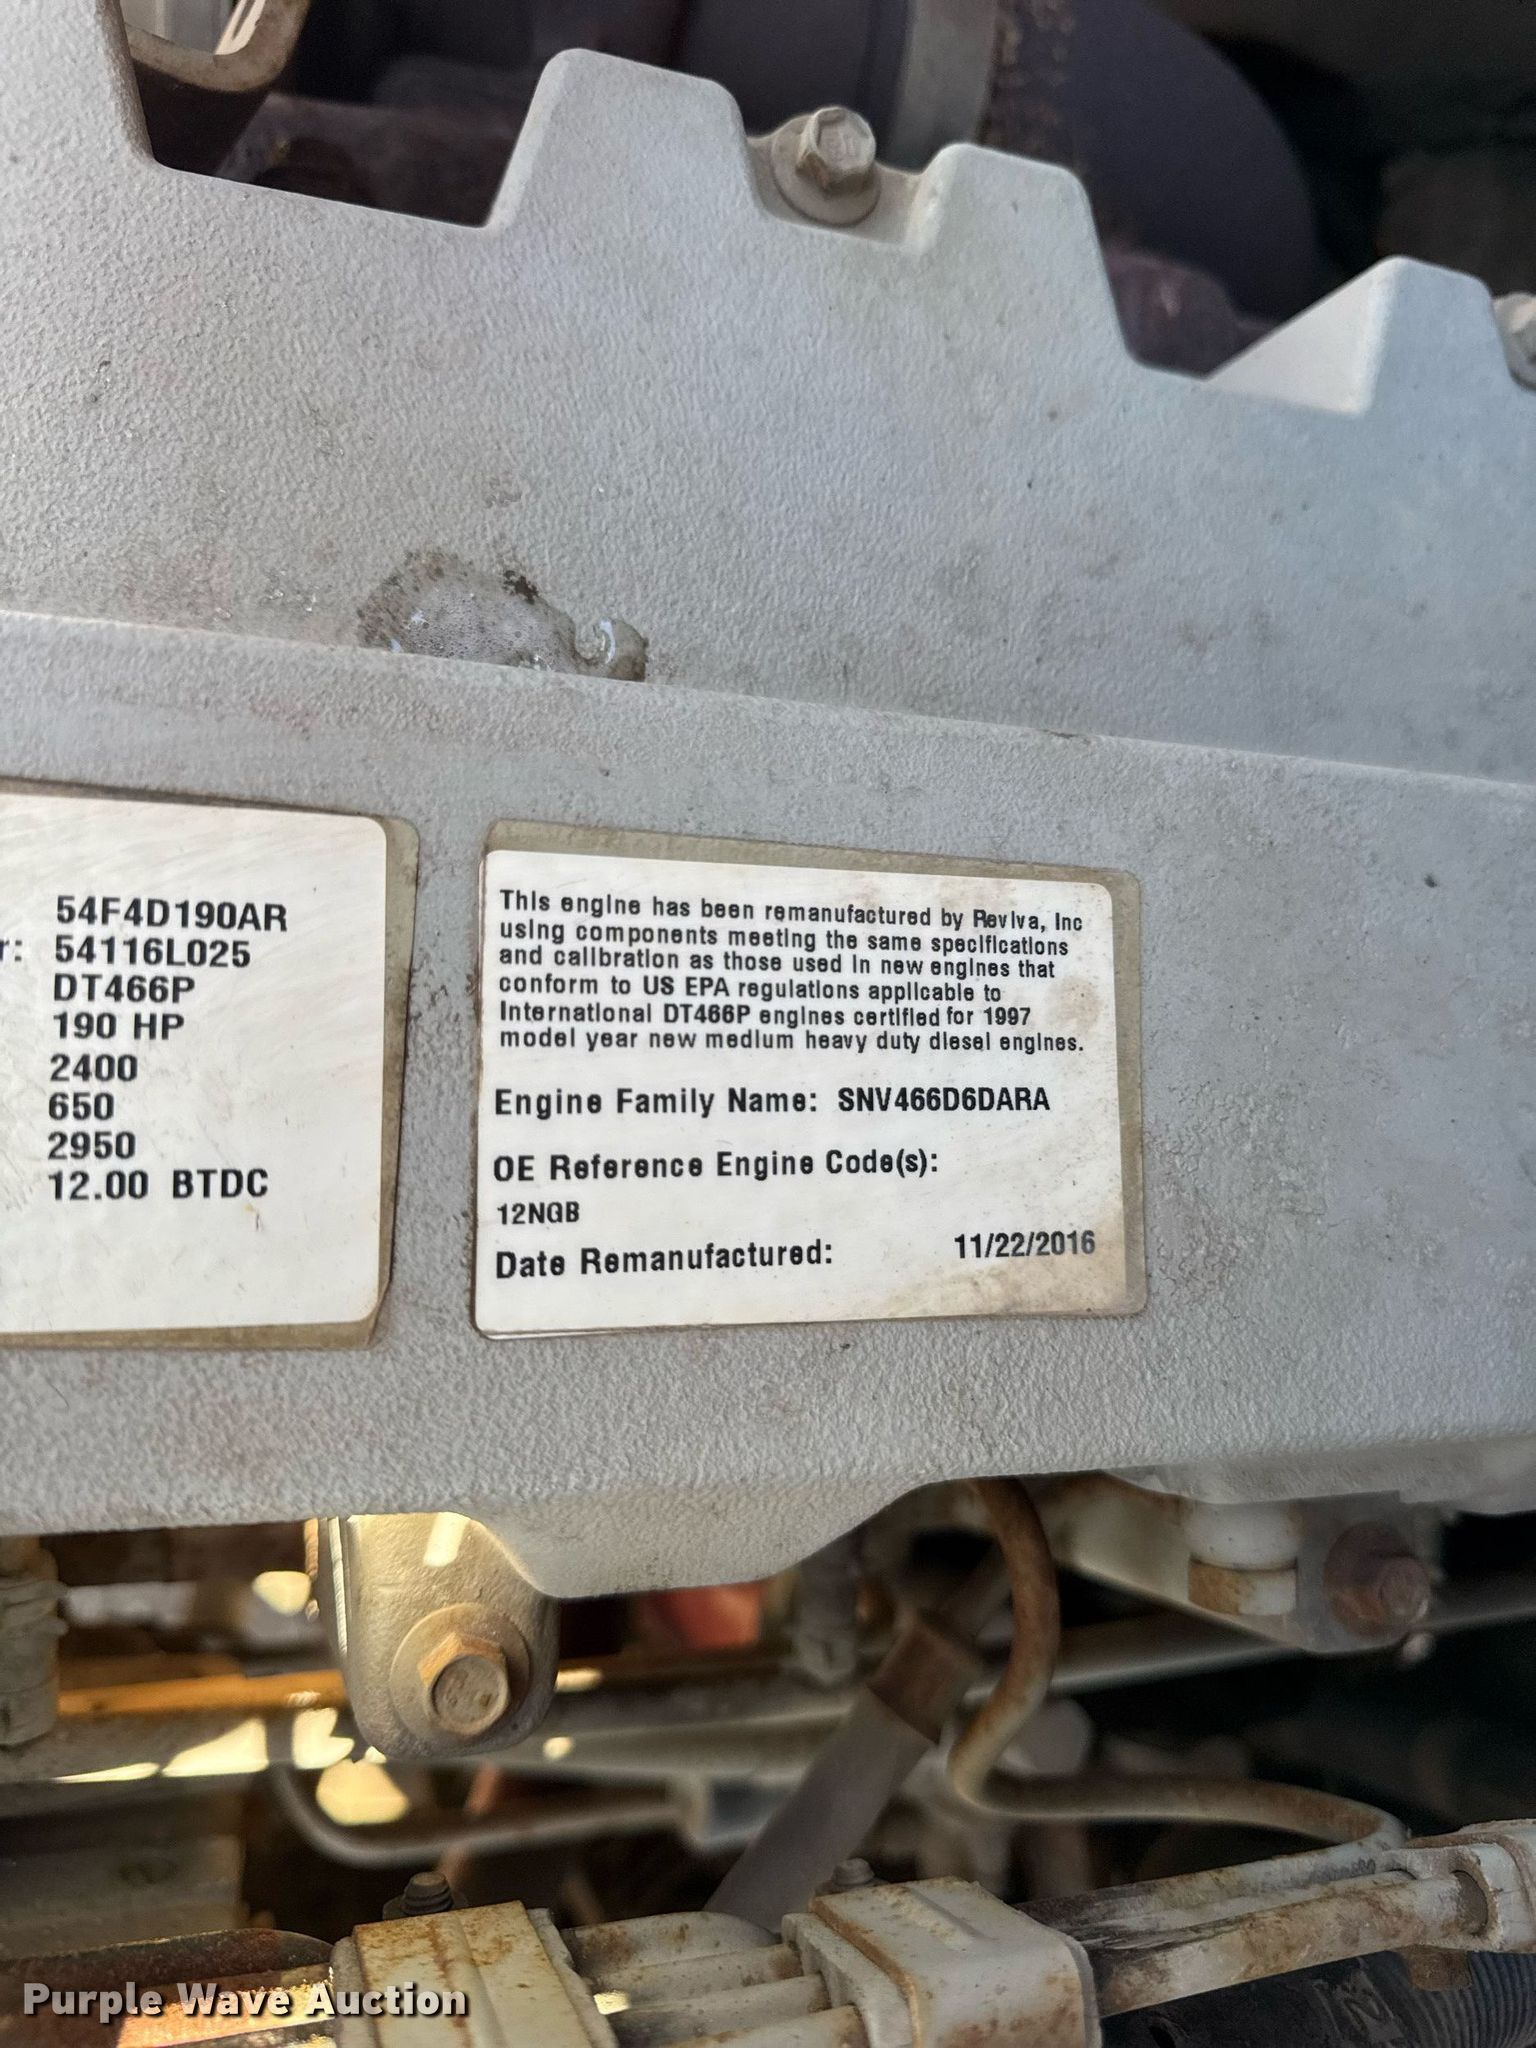 54F4D190AR
r: 54116L025
DT466P
190 HP
2400
650
2950
12.00 BTDC
This engine has been remanufactured by Reviva, Inc
using components meeting the same specifications
and calibration as those used in new engines that
conform to US EPA regulations applicable to
International DT466P engines certified for 1997
model year new medium heavy duty diesel engines.
Engine Family Name: SNV466D6DARA
OE Reference Engine Code(s):
12NGB
Date Remanufactured: 11/22/2016
Purple Wave Auction